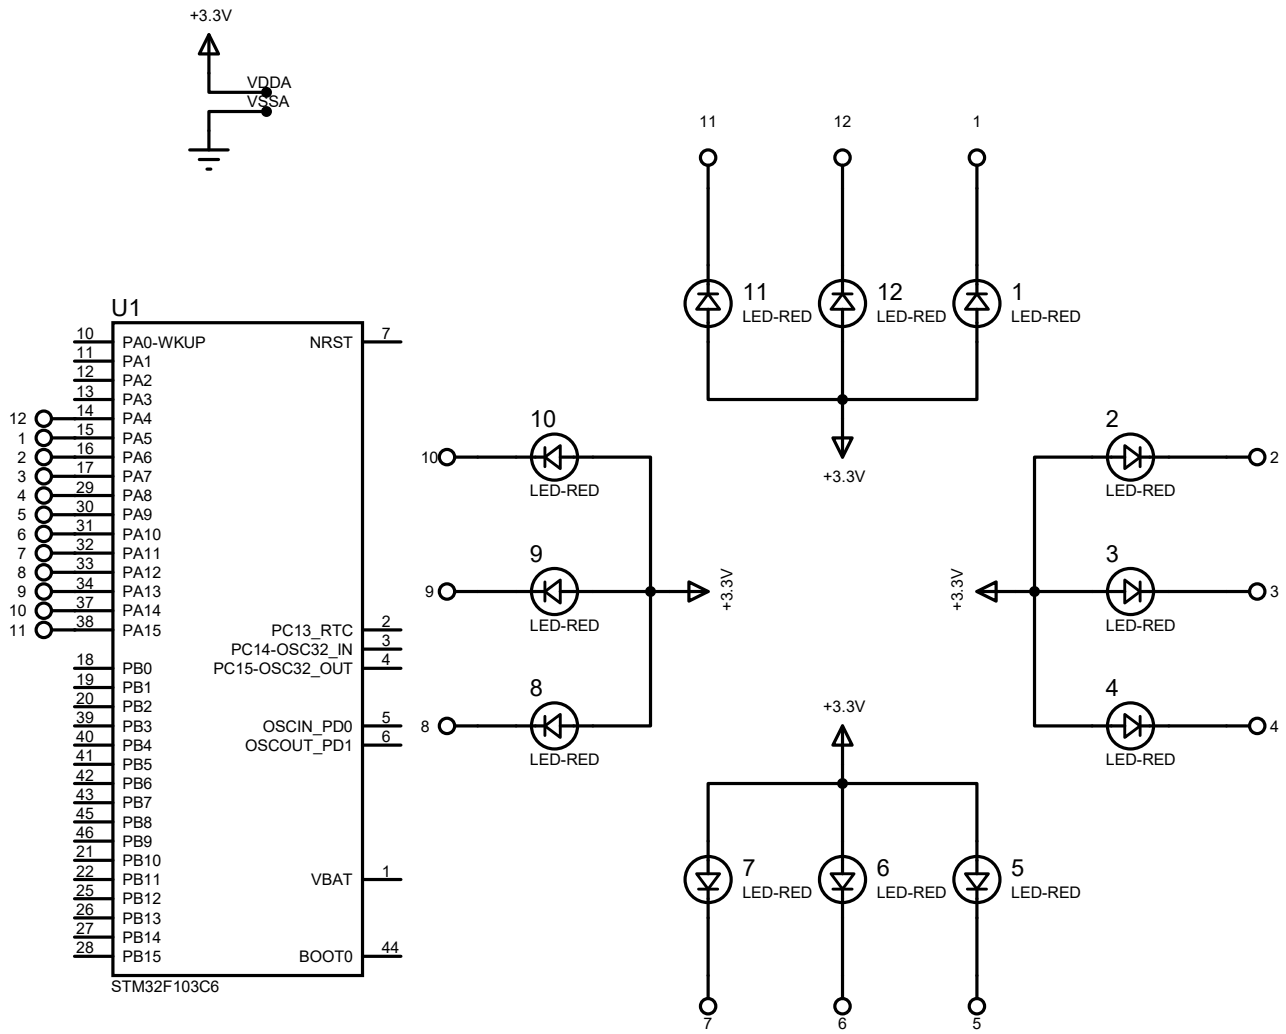 +3.3V
VDDA
VSSA
11 12 1
11 LED-RED
12 LED-RED
1 LED-RED
+3.3V
U1
10 PA0-WKUP NRST 7
11 PA1
12 PA2
13 PA3
12 14 PA4
1 15 PA5
2 16 PA6
3 17 PA7
4 29 PA8
5 30 PA9
6 31 PA10
7 32 PA11
8 33 PA12
9 34 PA13
10 37 PA14
11 38 PA15 PC13_RTC 2
PC14-OSC32_IN 3
18 PB0 PC15-OSC32_OUT 4
19 PB1
20 PB2
39 PB3 OSCIN_PD0 5
40 PB4 OSCOUT_PD1 6
41 PB5
42 PB6
43 PB7
45 PB8
46 PB9
21 PB10
22 PB11 VBAT 1
25 PB12
26 PB13
27 PB14
28 PB15 BOOT0 44
STM32F103C6
10
10
LED-RED
9
9
LED-RED
+3.3V
8
8
LED-RED
2
2
LED-RED
+3.3V
3
3
LED-RED
4
4
LED-RED
+3.3V
7 LED-RED
6 LED-RED
5 LED-RED
7 6 5